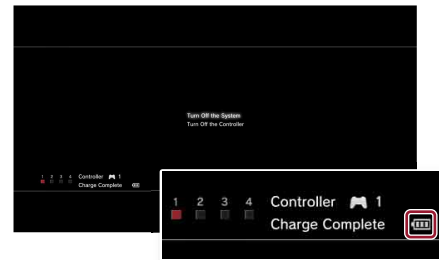 Turn Off the System
Turn Off the Controller
1 2 3 4 Controller 1
Charge Complete
1 2 3 4 Controller 1
Charge Complete